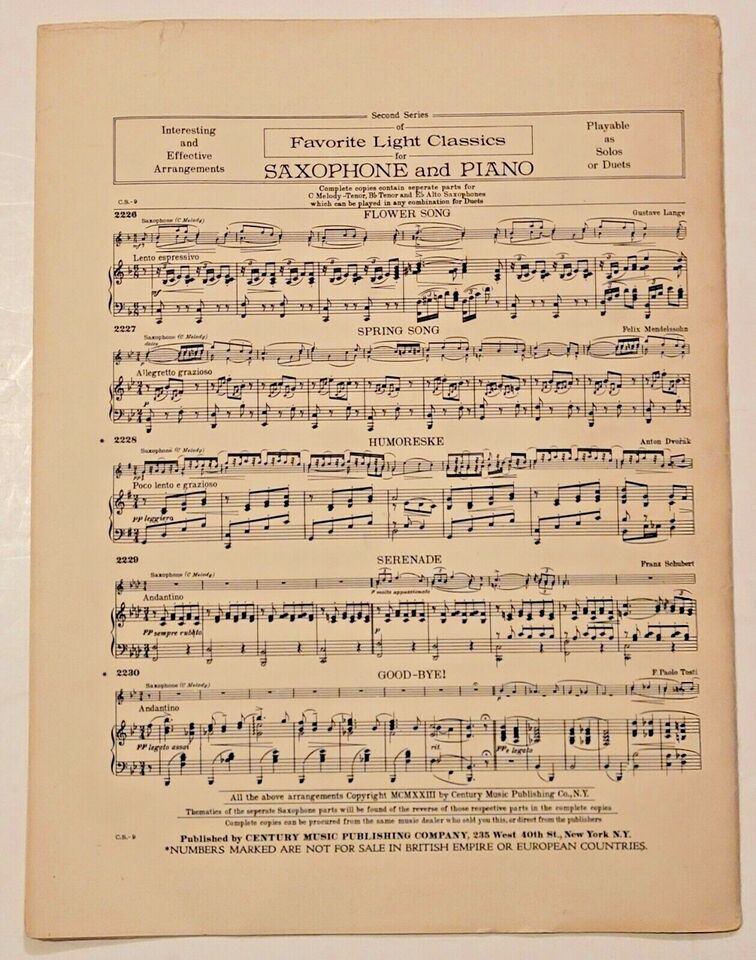 Second Series
of
Interesting
and
Effective
Arrangements
Favorite Light Classics
for
SAXOPHONE and PIANO
Playable
as
Solos
or Duets
Complete copies contain seperate parts for
C Melody-Tenor, B♭ Tenor and E♭ Alto Saxophones
which can be played in any combination for Duets
C.S.-9
2226 FLOWER SONG Gustave Lange
Saxophone (C Melody)
mf
Lento espressivo
mf
2227 SPRING SONG Felix Mendelssohn
Saxophone (C Melody)
dolce
Allegretto grazioso
p
* 2228 HUMORESKE Anton Dvořák
Saxophone (C Melody)
pp
Poco lento e grazioso
pp leggiero
2229 SERENADE Franz Schubert
Saxophone (C Melody)
p molto appassionato
Andantino
pp sempre rubato
p
* 2230 GOOD-BYE! F. Paolo Tosti
Saxophone (C Melody)
Andantino
pp legato assai
rit.
pp legato
All the above arrangements Copyright MCMXXIII by Century Music Publishing Co., N.Y.
Thematics of the seperate Saxophone parts will be found of the reverse of those respective parts in the complete copies
Complete copies can be procured from the same music dealer who sold you this, or direct from the publishers
C.S.-9
Published by CENTURY MUSIC PUBLISHING COMPANY, 235 West 40th St., New York N.Y.
*NUMBERS MARKED ARE NOT FOR SALE IN BRITISH EMPIRE OR EUROPEAN COUNTRIES.